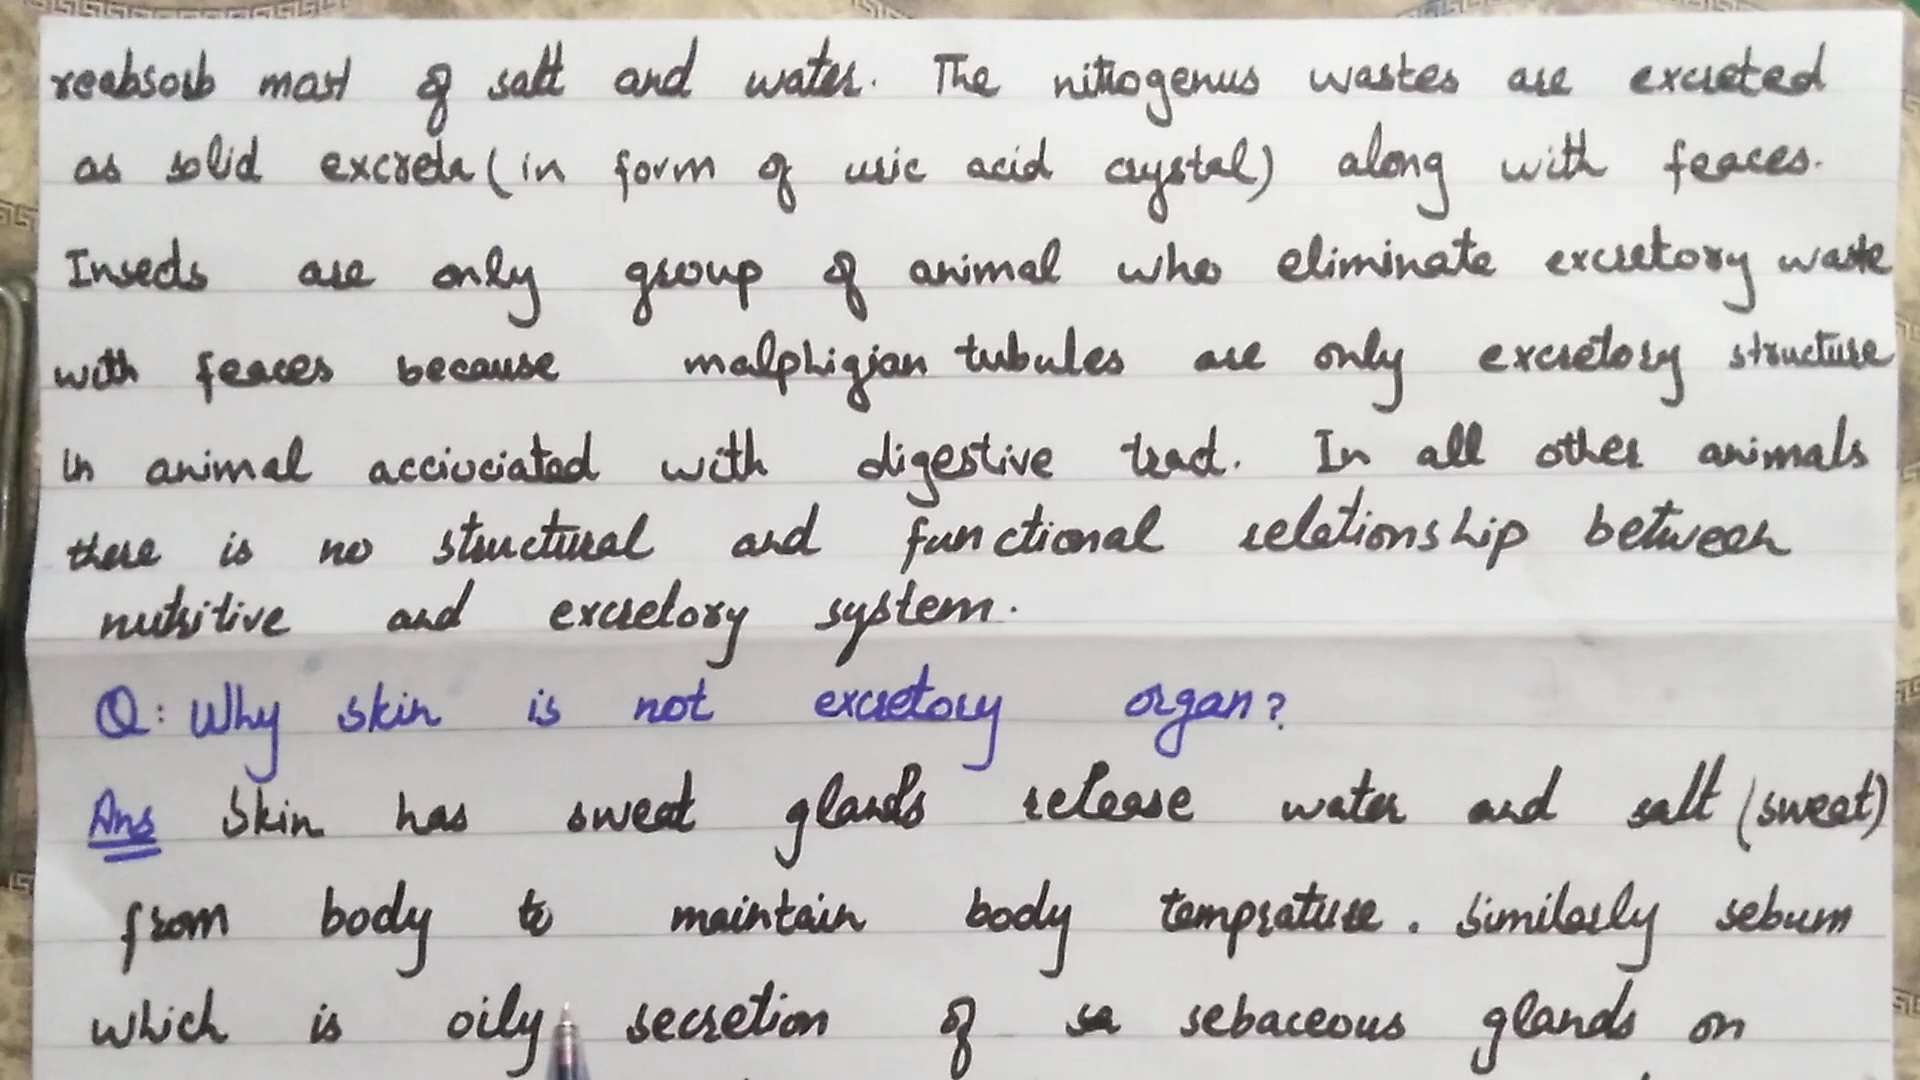 reabsorb most of salt and water. The nitrogenus wastes are excreted
as solid excreta (in form of uric acid crystal) along with feaces.
Insects are only group of animal who eliminate excretory waste
with feaces because malphigian tubules are only excretory structure
in animal acciuciated with digestive tract. In all other animals
there is no structural and functional relationship between
nutritive and excretory system.
Q: Why skin is not excretory organ?
Ans Skin has sweat glands release water and salt (sweat)
from body to maintain body temprature. Similarly sebum
which is oily secretion of sa sebaceous glands on